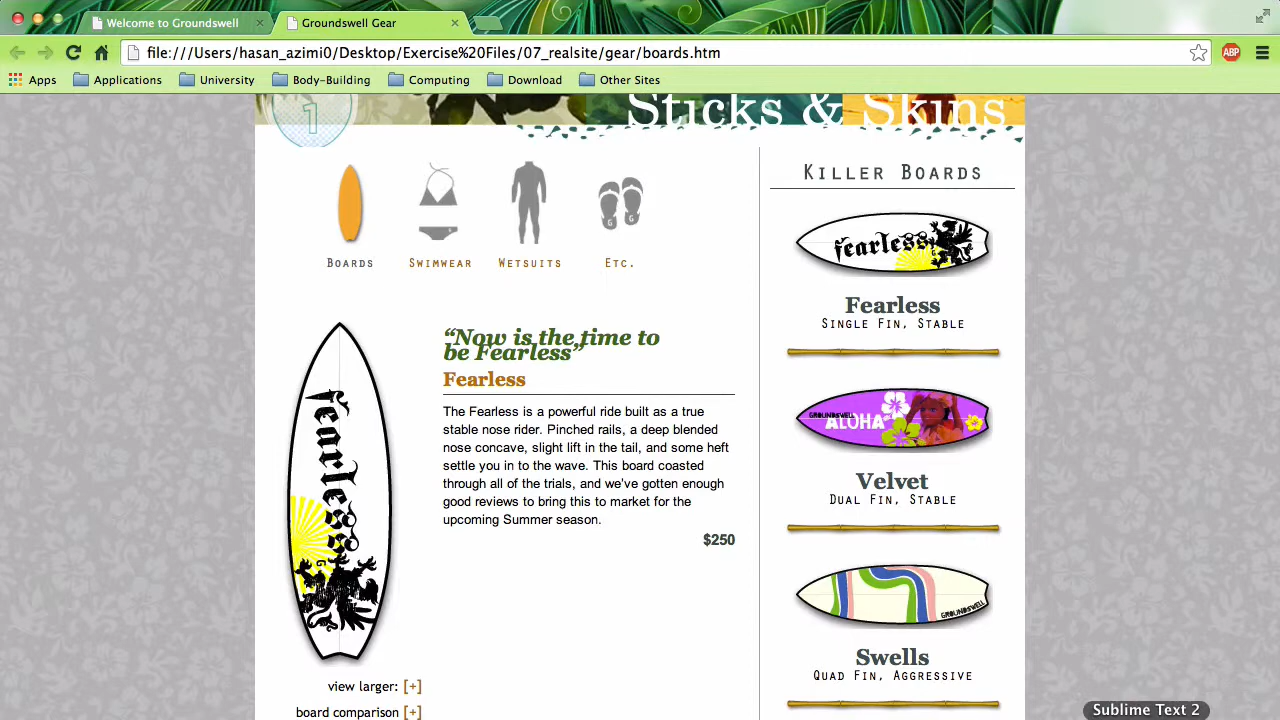 Welcome to Groundswell
Groundswell Gear
file:///Users/hasan_azimi0/Desktop/Exercise%20Files/07_realsite/gear/boards.htm
ABP
Apps
Applications
University
Body-Building
Computing
Download
Other Sites
1
Sticks & Skins
BOARDS
SWIMWEAR
WETSUITS
ETC.
fearless
“Now is the time to
be Fearless”
Fearless
The Fearless is a powerful ride built as a true
stable nose rider. Pinched rails, a deep blended
nose concave, slight lift in the tail, and some heft
settle you in to the wave. This board coasted
through all of the trials, and we've gotten enough
good reviews to bring this to market for the
upcoming Summer season.
$250
view larger: [+]
board comparison [+]
KILLER BOARDS
fearless
Fearless
SINGLE FIN, STABLE
GROUNDSWELL
ALOHA
Velvet
DUAL FIN, STABLE
GROUNDSWELL
Swells
QUAD FIN, AGGRESSIVE
Sublime Text 2